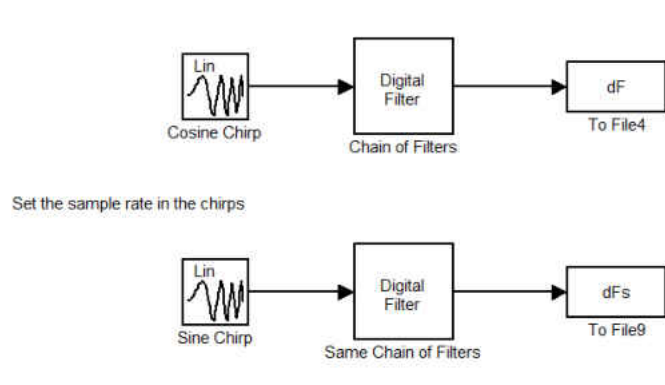 Lin
Digital
Filter
dF
Cosine Chirp
Chain of Filters
To File4
Set the sample rate in the chirps
Lin
Digital
Filter
dFs
Sine Chirp
Same Chain of Filters
To File9